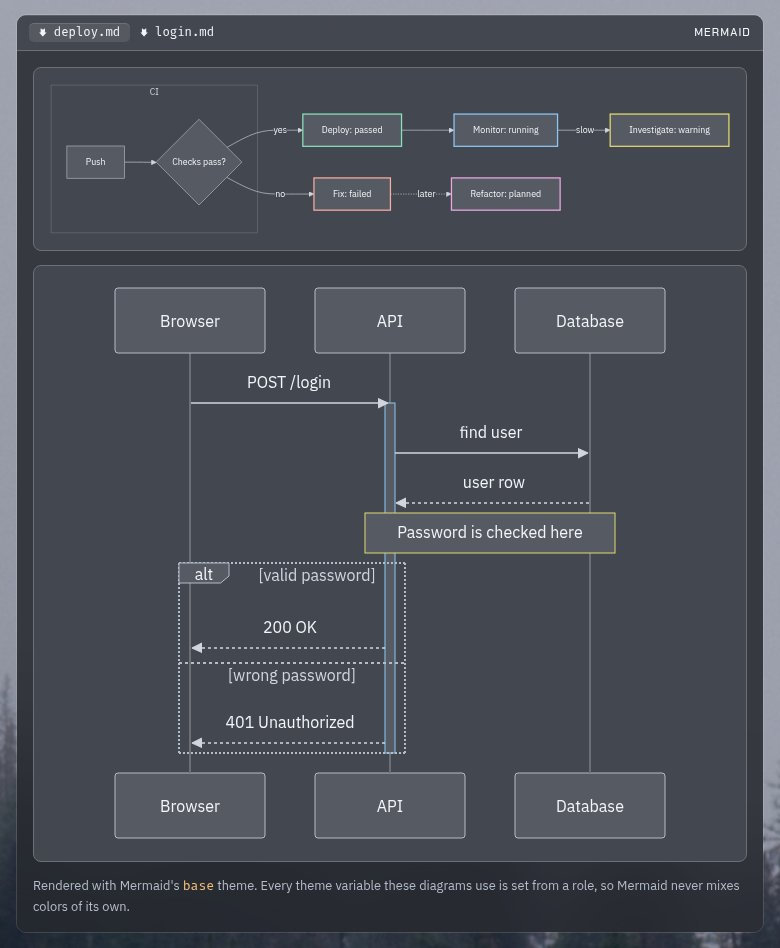 deploy.md
login.md
MERMAID
CI
Push
Checks pass?
yes
Deploy: passed
Monitor: running
slow
Investigate: warning
no
Fix: failed
later
Refactor: planned
Browser
API
Database
POST /login
find user
user row
Password is checked here
alt
[valid password]
200 OK
[wrong password]
401 Unauthorized
Browser
API
Database
Rendered with Mermaid's base theme. Every theme variable these diagrams use is set from a role, so Mermaid never mixes
colors of its own.